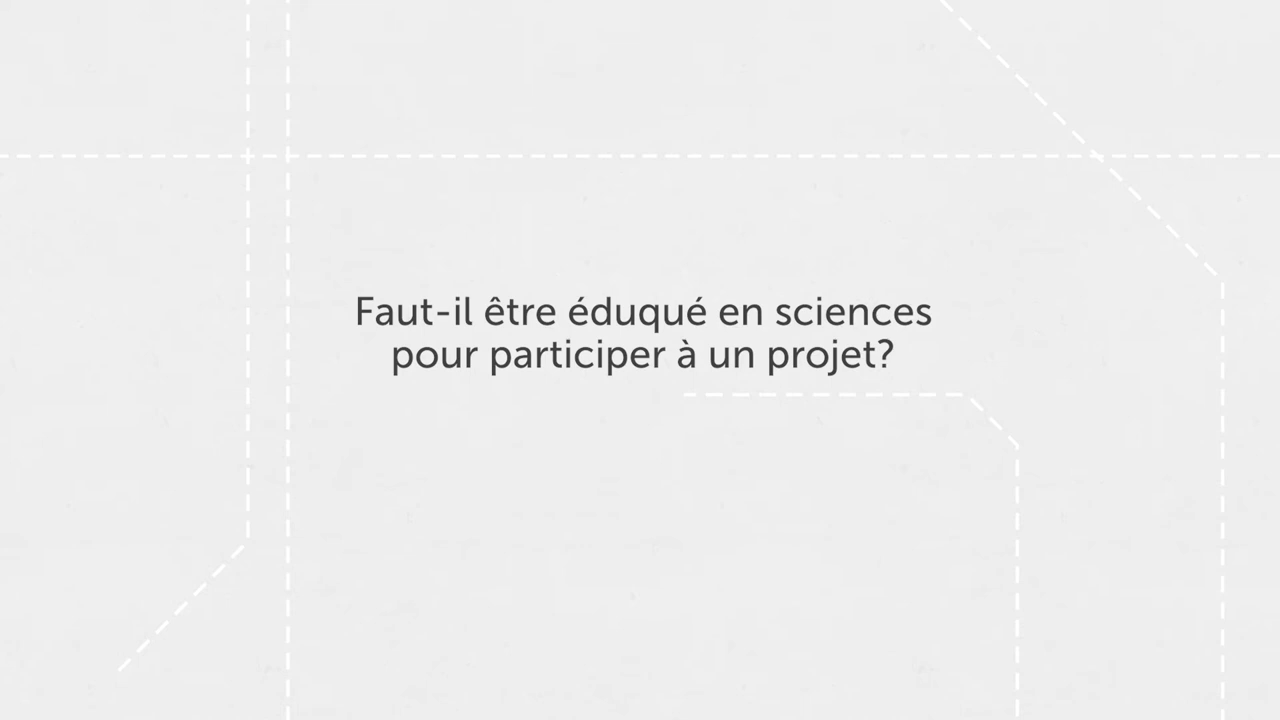 Faut-il être éduqué en sciences
pour participer à un projet?